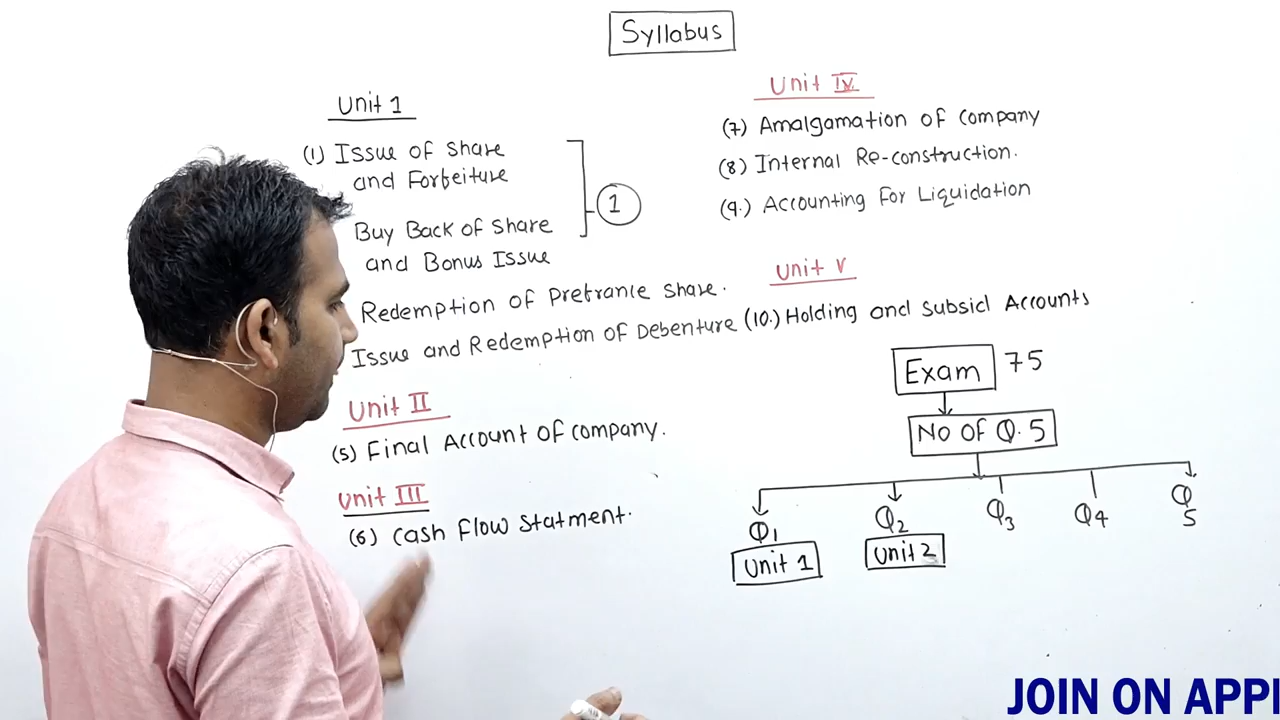 Syllabus
Unit 1
(1) Issue of Share
and Forfeiture
Buy Back of Share
and Bonus Issue
1
Redemption of Prefrance Share.
Issue and Redemption of Debenture
Unit II
(5) Final Account of company.
Unit III
(6) Cash Flow Statment.
Unit IV
(7) Amalgamation of Company
(8) Internal Re-construction.
(9.) Accounting For Liquidation
Unit V
(10.) Holding and Subsicl Accounts
Exam 75
No of Q. 5
Q1 Q2 Q3 Q4 Q5
Unit 1 Unit 2
JOIN ON APPL